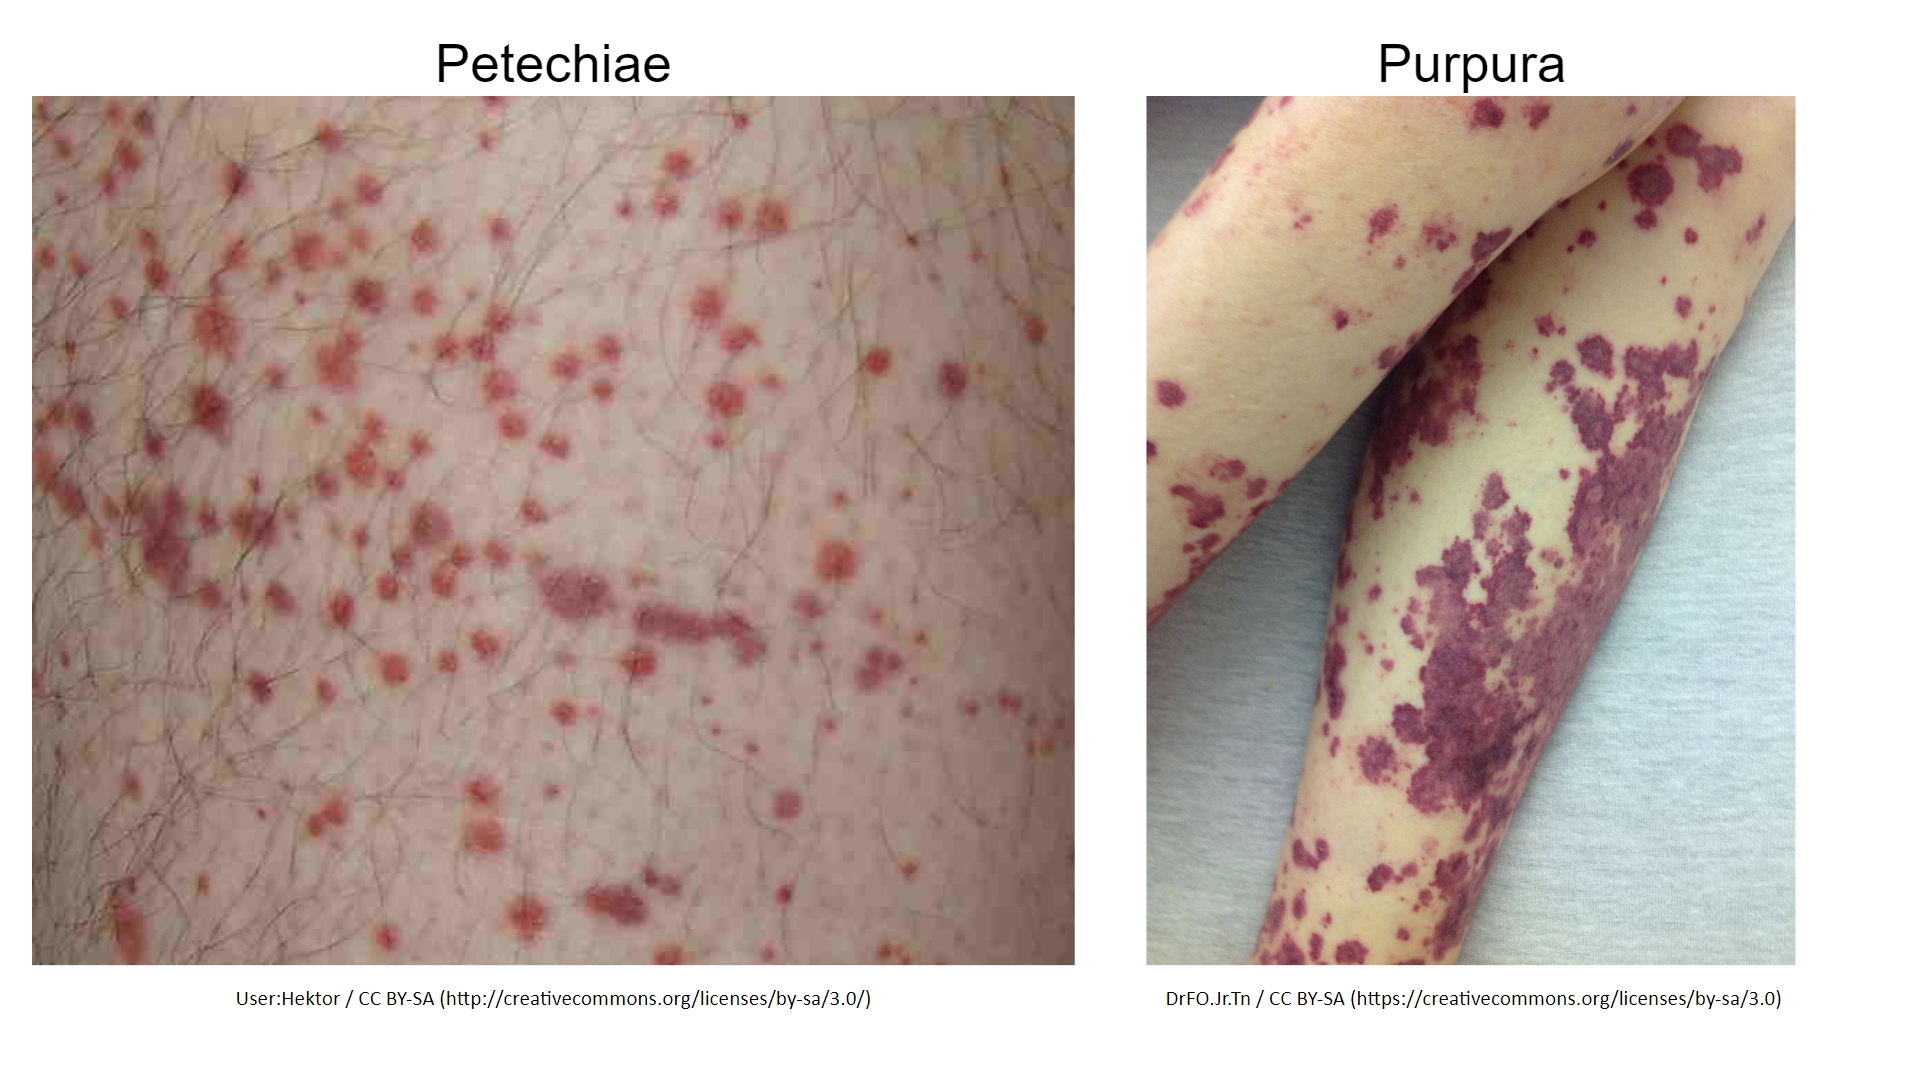 Petechiae
Purpura
User:Hektor / CC BY-SA (http://creativecommons.org/licenses/by-sa/3.0/)
DrFO.Jr.Tn / CC BY-SA (https://creativecommons.org/licenses/by-sa/3.0)